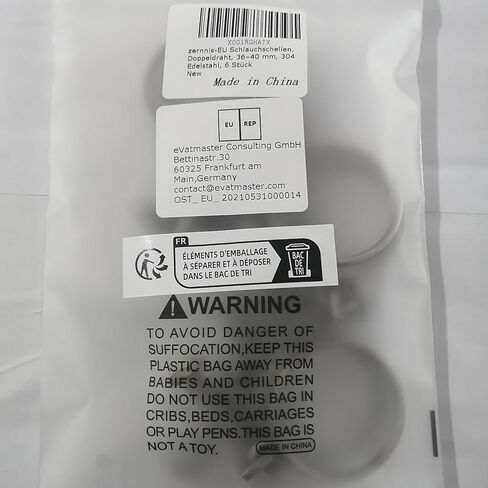 X001RGHATX
zernnis-EU Schlauchschellen,
Doppeldraht, 36–40 mm, 304
Edelstahl, 6 Stück
New
Made in China
EU REP
eVatmaster Consulting GmbH
Bettinastr.30
60325 Frankfurt am
Main,Germany
contact@evatmaster.com
OST_ EU_ 20210531000014
FR
ÉLÉMENTS D'EMBALLAGE
À SÉPARER ET À DÉPOSER
DANS LE BAC DE TRI
BAC
DE
TRI
WARNING
TO AVOID DANGER OF
SUFFOCATION,KEEP THIS
PLASTIC BAG AWAY FROM
BABIES AND CHILDREN
DO NOT USE THIS BAG IN
CRIBS,BEDS,CARRIAGES
OR PLAY PENS.THIS BAG IS
NOT A TOY.
MADE IN CHINA